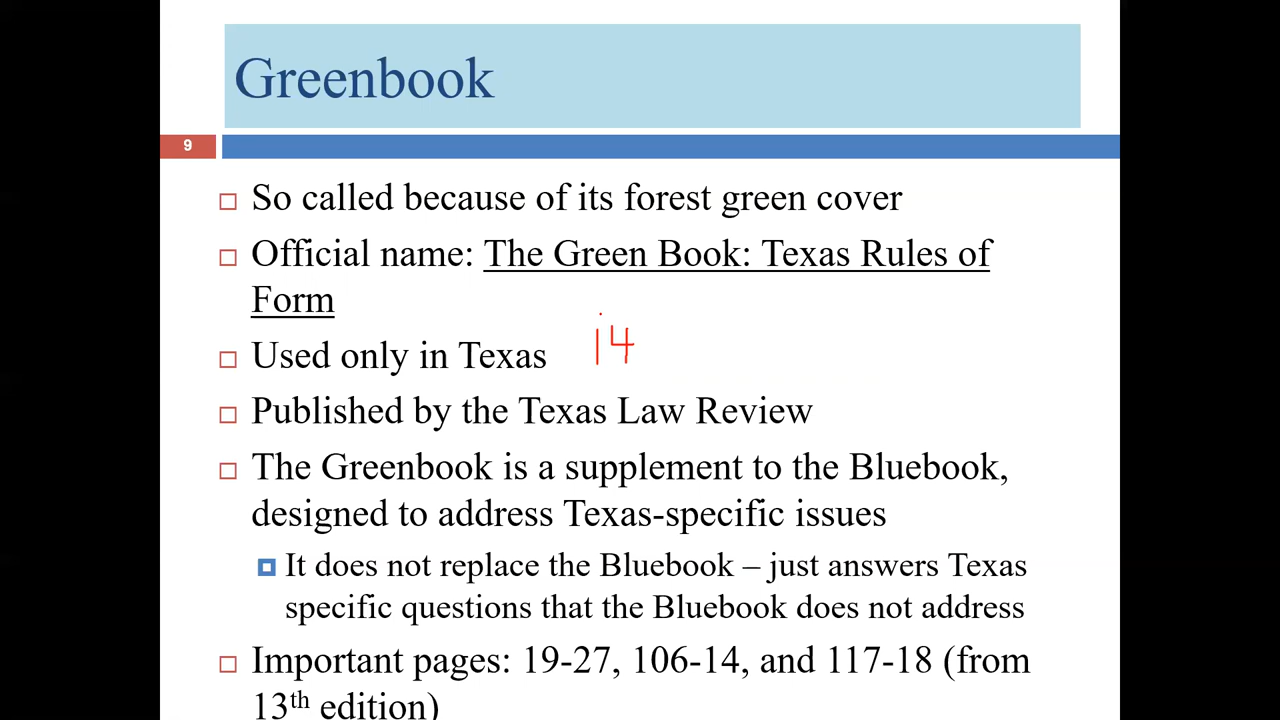 Greenbook
9
So called because of its forest green cover
Official name: The Green Book: Texas Rules of
Form
14
Used only in Texas
Published by the Texas Law Review
The Greenbook is a supplement to the Bluebook,
designed to address Texas-specific issues
It does not replace the Bluebook – just answers Texas
specific questions that the Bluebook does not address
Important pages: 19-27, 106-14, and 117-18 (from
13th edition)